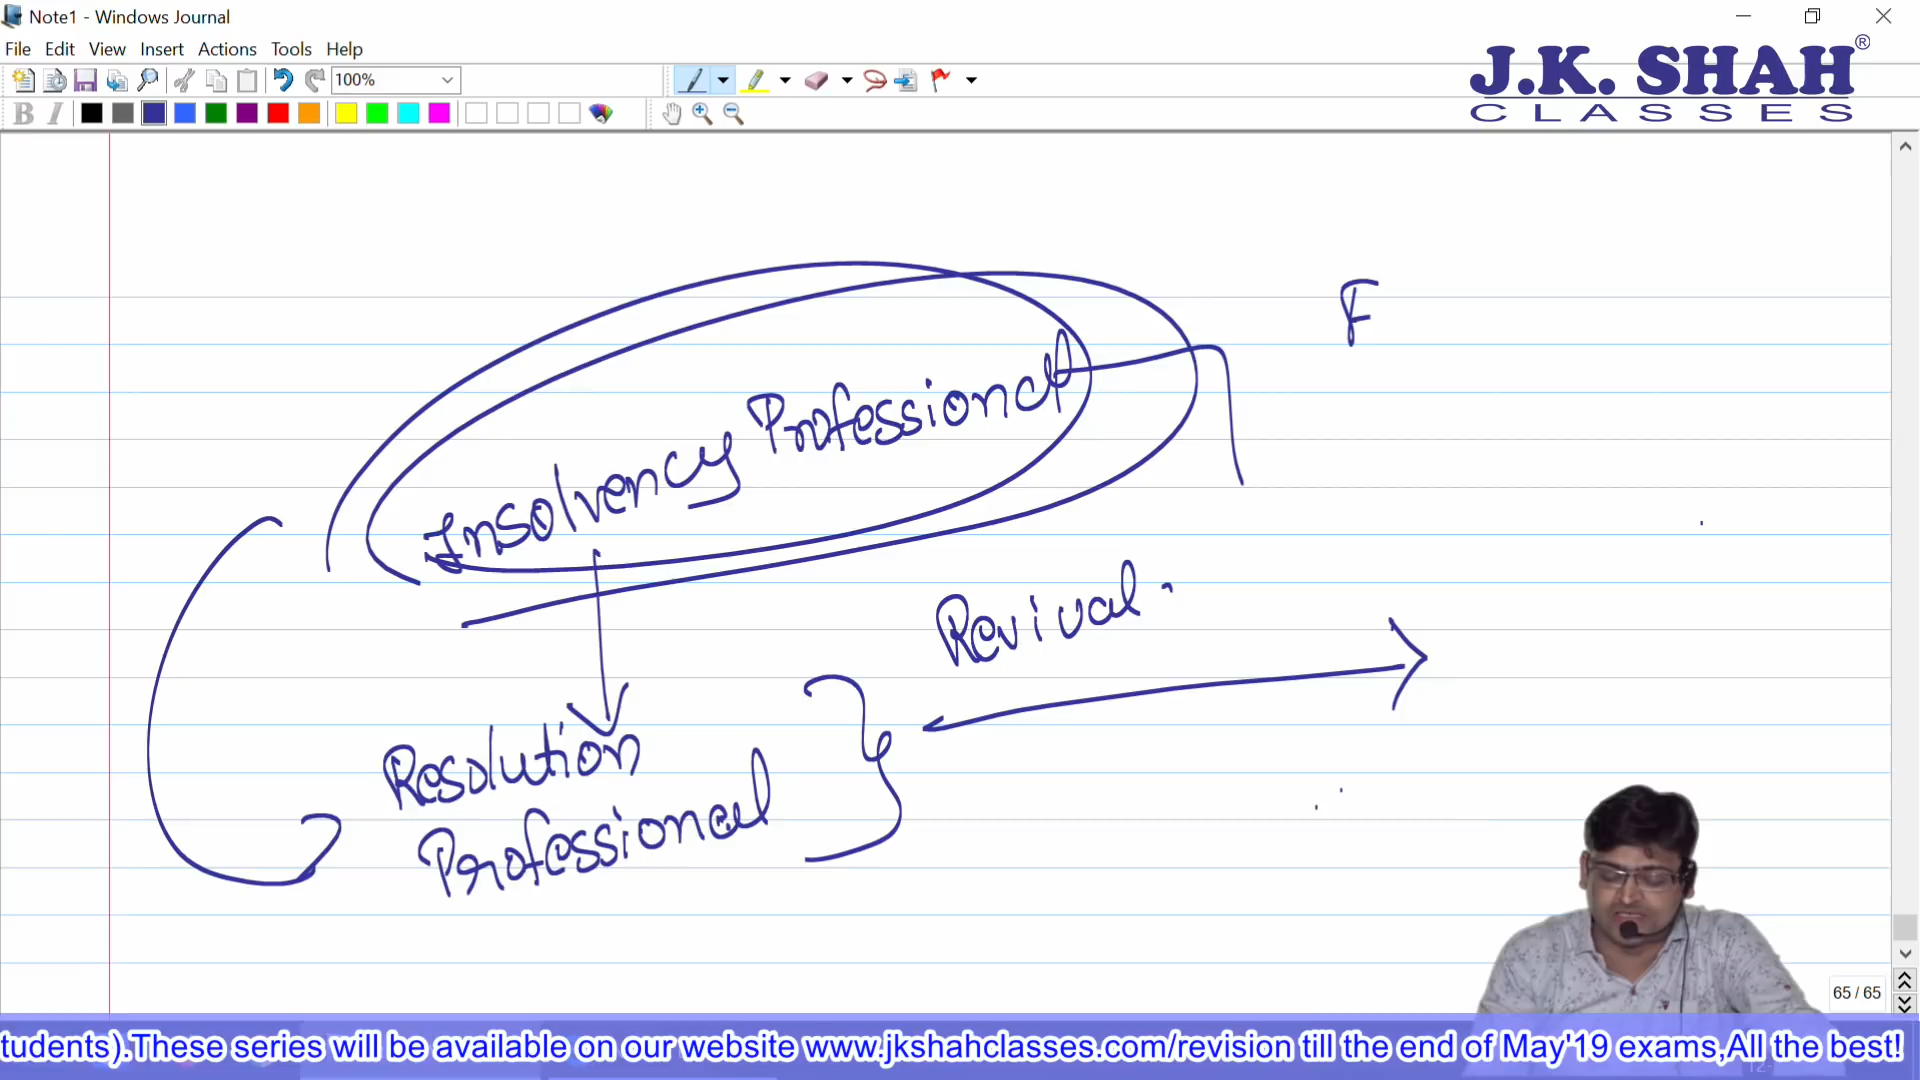 Note1 - Windows Journal
File Edit View Insert Actions Tools Help
100%
B I
J.K. SHAH®
CLASSES
F
Insolvency Professional
Revival.
Resolution
Professional
65 / 65
tudents).These series will be available on our website www.jkshahclasses.com/revision till the end of May'19 exams,All the best!